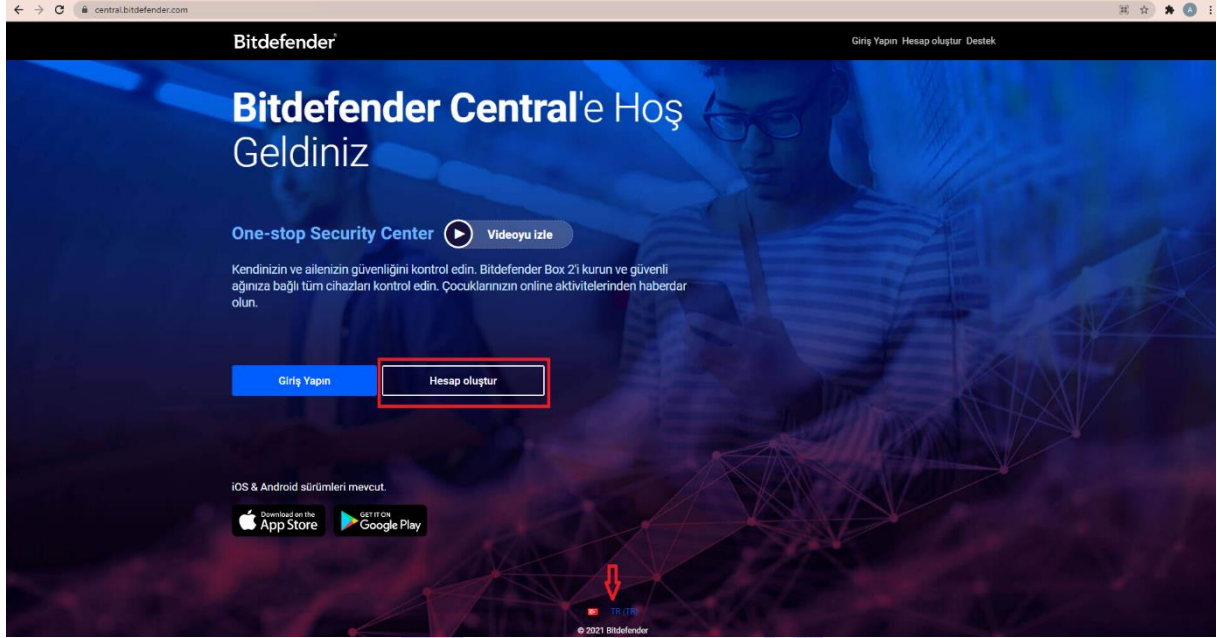 central.bitdefender.com
Bitdefender
Giriş Yapın Hesap oluştur Destek
Bitdefender Central'e Hoş
Geldiniz
One-stop Security Center Videoyu izle
Kendinizin ve ailenizin güvenliğini kontrol edin. Bitdefender Box 2'i kurun ve güvenli
ağınıza bağlı tüm cihazları kontrol edin. Çocuklarınızın online aktivitelerinden haberdar
olun.
Giriş Yapın Hesap oluştur
iOS & Android sürümleri mevcut.
Download on the GET IT ON
App Store Google Play
TR (TR)
© 2021 Bitdefender